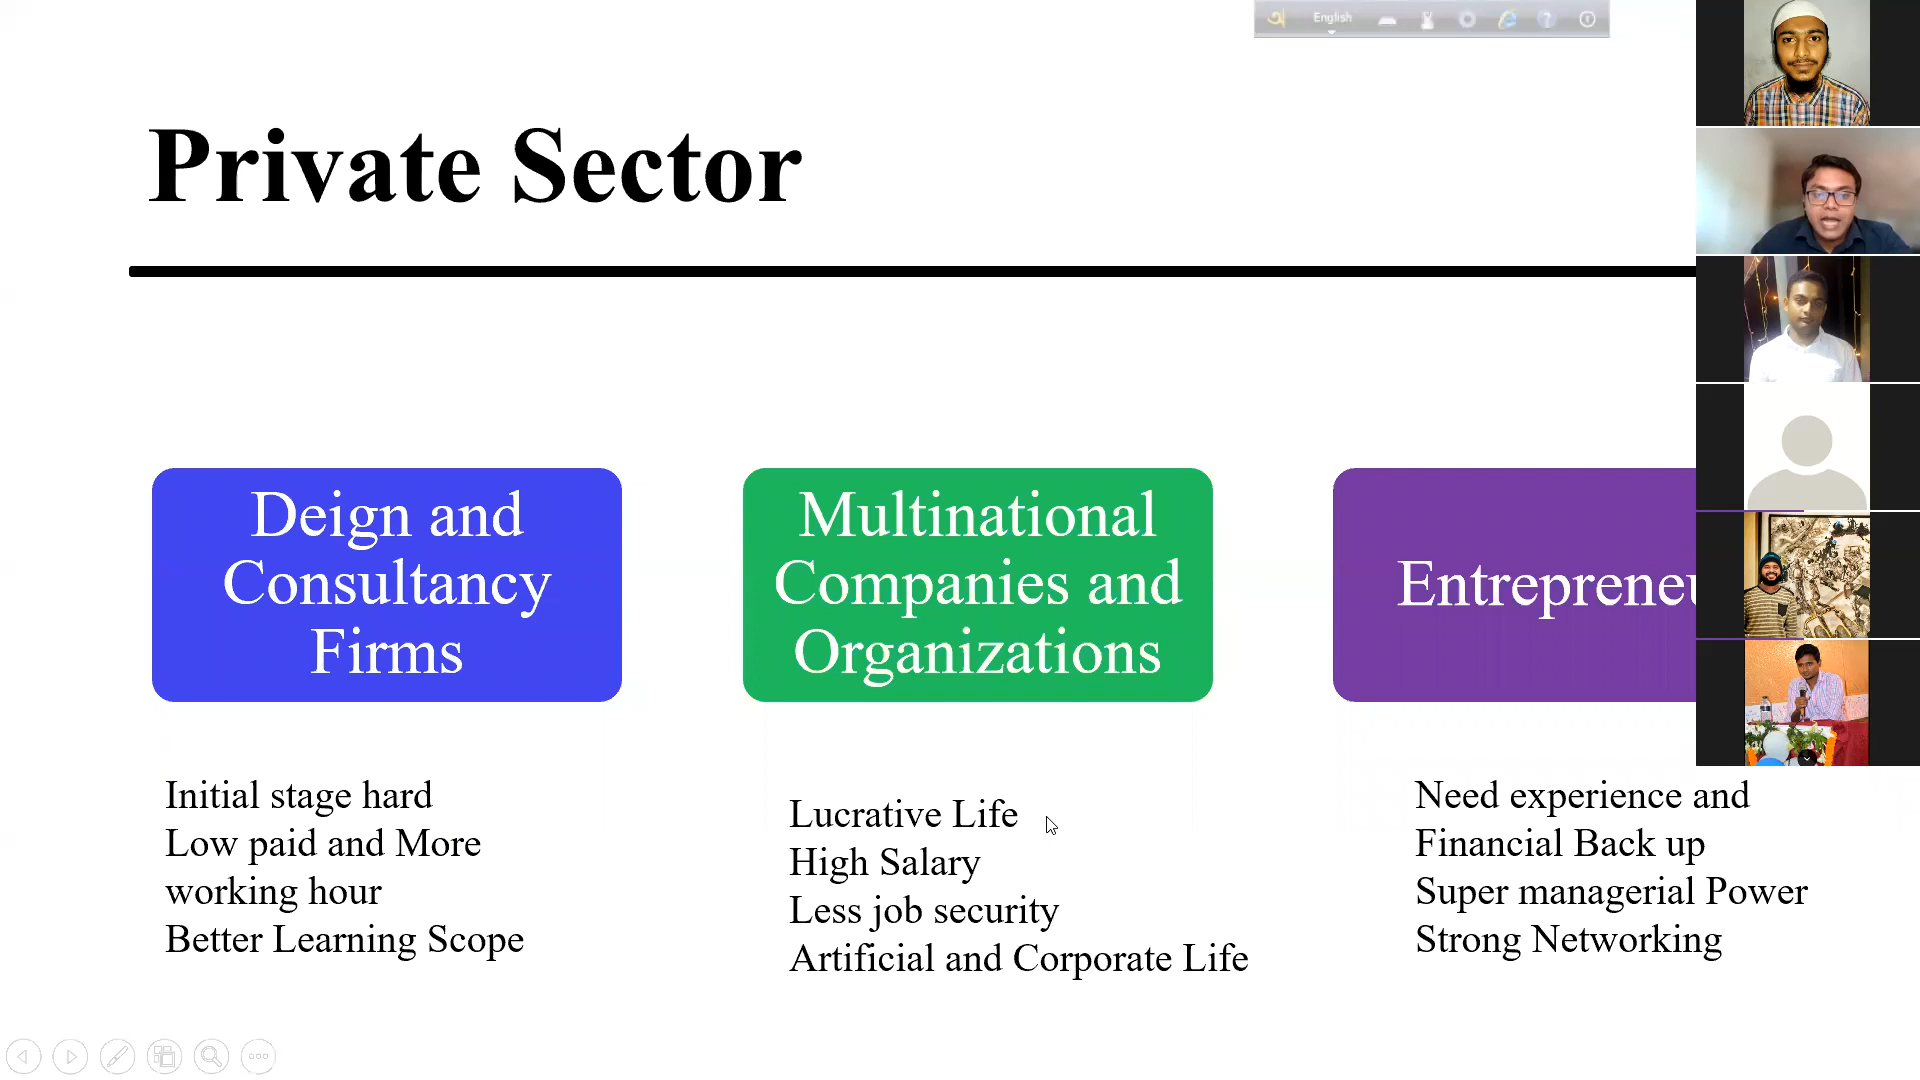 অ English
Private Sector
Deign and
Consultancy
Firms
Multinational
Companies and
Organizations
Initial stage hard
Low paid and More
working hour
Better Learning Scope
Lucrative Life
High Salary
Less job security
Artificial and Corporate Life
Need experience and
Financial Back up
Super managerial Power
Strong Networking